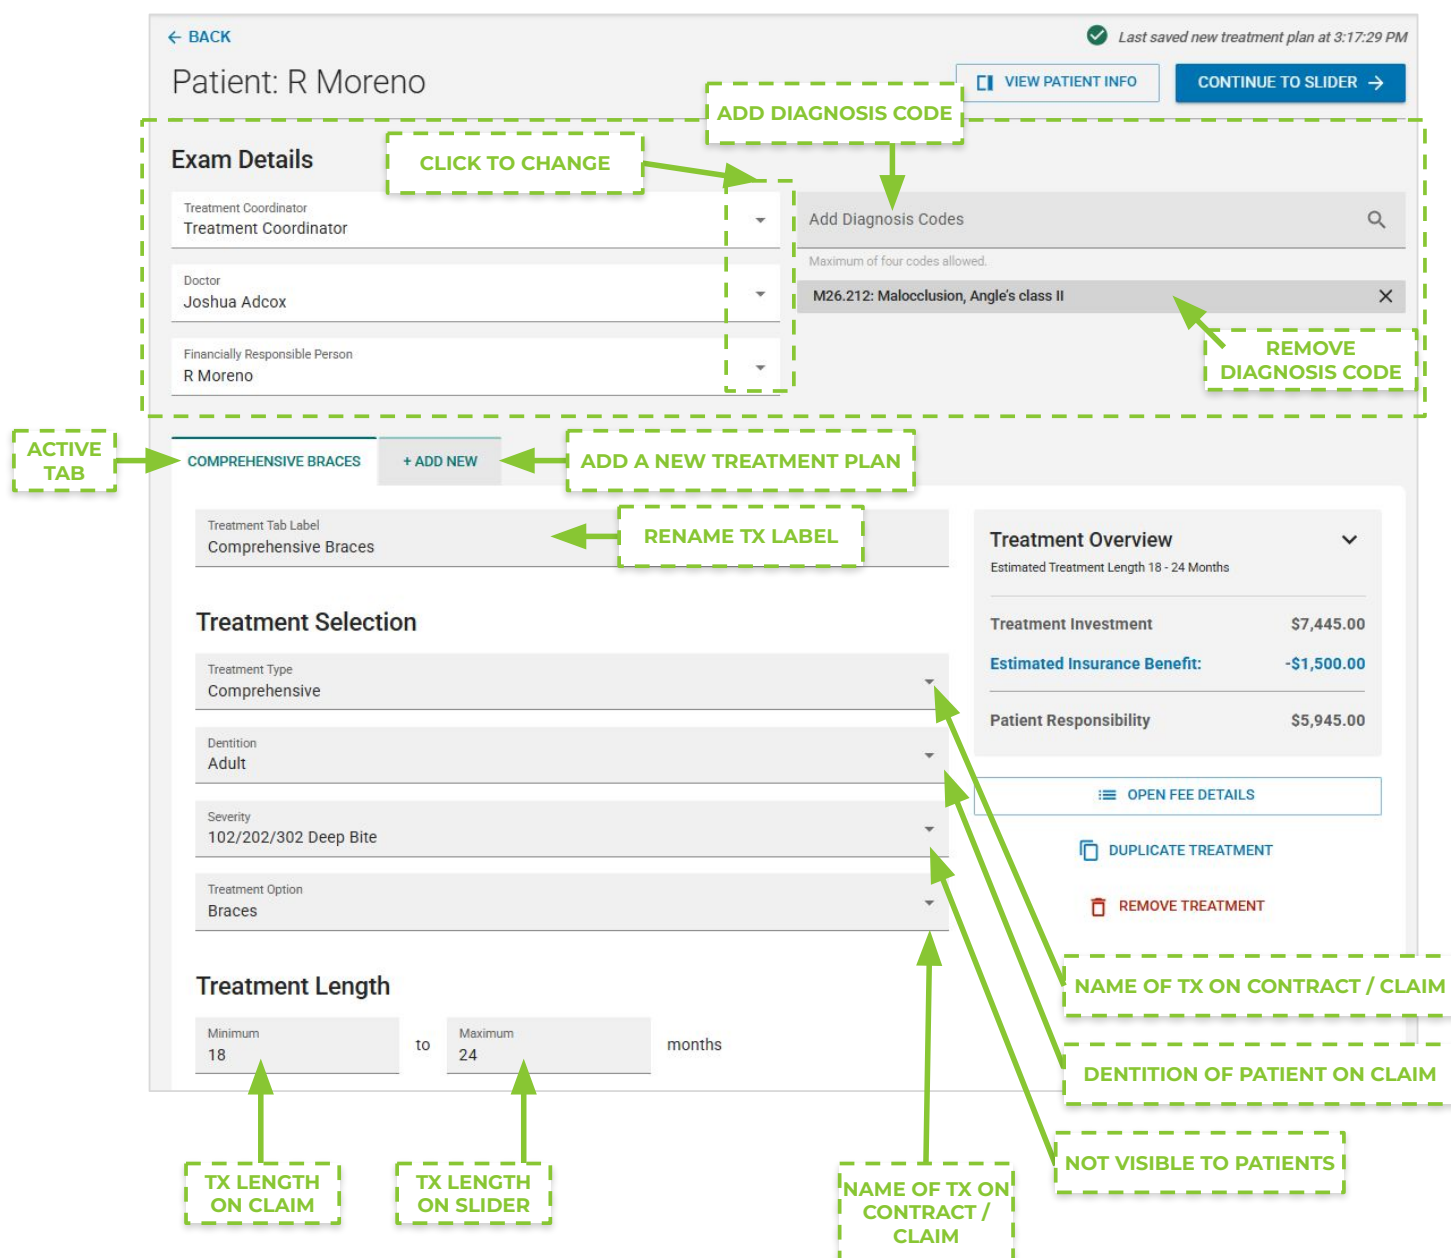 ← BACK
Last saved new treatment plan at 3:17:29 PM
Patient: R Moreno
VIEW PATIENT INFO
CONTINUE TO SLIDER →
ADD DIAGNOSIS CODE
Exam Details
CLICK TO CHANGE
Treatment Coordinator
Treatment Coordinator
Add Diagnosis Codes
Maximum of four codes allowed.
Doctor
Joshua Adcox
M26.212: Malocclusion, Angle's class II
REMOVE
DIAGNOSIS CODE
Financially Responsible Person
R Moreno
ACTIVE
TAB
COMPREHENSIVE BRACES
+ ADD NEW
ADD A NEW TREATMENT PLAN
Treatment Tab Label
Comprehensive Braces
RENAME TX LABEL
Treatment Overview
Estimated Treatment Length 18 - 24 Months
Treatment Investment $7,445.00
Estimated Insurance Benefit: -$1,500.00
Patient Responsibility $5,945.00
OPEN FEE DETAILS
DUPLICATE TREATMENT
REMOVE TREATMENT
Treatment Selection
Treatment Type
Comprehensive
Dentition
Adult
Severity
102/202/302 Deep Bite
Treatment Option
Braces
NAME OF TX ON CONTRACT / CLAIM
DENTITION OF PATIENT ON CLAIM
NOT VISIBLE TO PATIENTS
NAME OF TX ON
CONTRACT /
CLAIM
Treatment Length
Minimum
18
to
Maximum
24
months
TX LENGTH
ON CLAIM
TX LENGTH
ON SLIDER